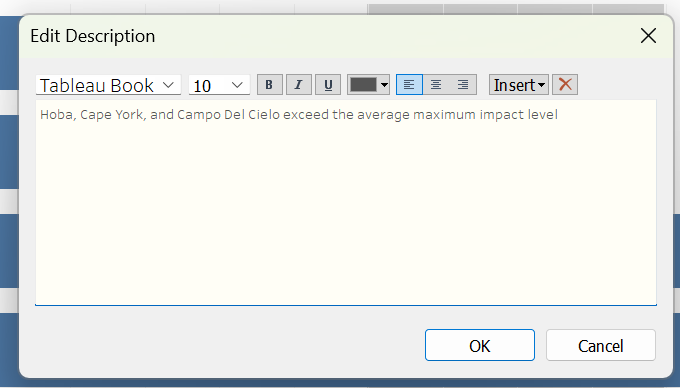 Edit Description
Tableau Book 10 B I U Insert
Hoba, Cape York, and Campo Del Cielo exceed the average maximum impact level
OK Cancel